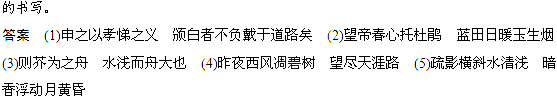 的书写。
答案 (1)申之以孝悌之义 颁白者不负戴于道路矣 (2)望帝春心托杜鹃 蓝田日暖玉生烟
(3)则芥为之舟 水浅而舟大也 (4)昨夜西风凋碧树 望尽天涯路 (5)疏影横斜水清浅 暗
香浮动月黄昏